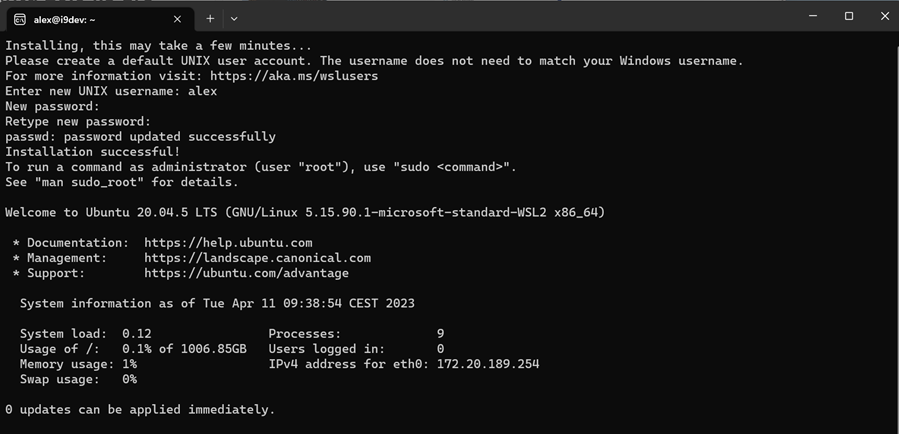 alex@i9dev: ~
Installing, this may take a few minutes...
Please create a default UNIX user account. The username does not need to match your Windows username.
For more information visit: https://aka.ms/wslusers
Enter new UNIX username: alex
New password:
Retype new password:
passwd: password updated successfully
Installation successful!
To run a command as administrator (user "root"), use "sudo <command>".
See "man sudo_root" for details.
Welcome to Ubuntu 20.04.5 LTS (GNU/Linux 5.15.90.1-microsoft-standard-WSL2 x86_64)
* Documentation:  https://help.ubuntu.com
* Management:     https://landscape.canonical.com
* Support:        https://ubuntu.com/advantage
System information as of Tue Apr 11 09:38:54 CEST 2023
System load:  0.12                Processes:             9
Usage of /:   0.1% of 1006.85GB   Users logged in:       0
Memory usage: 1%                  IPv4 address for eth0: 172.20.189.254
Swap usage:   0%
0 updates can be applied immediately.